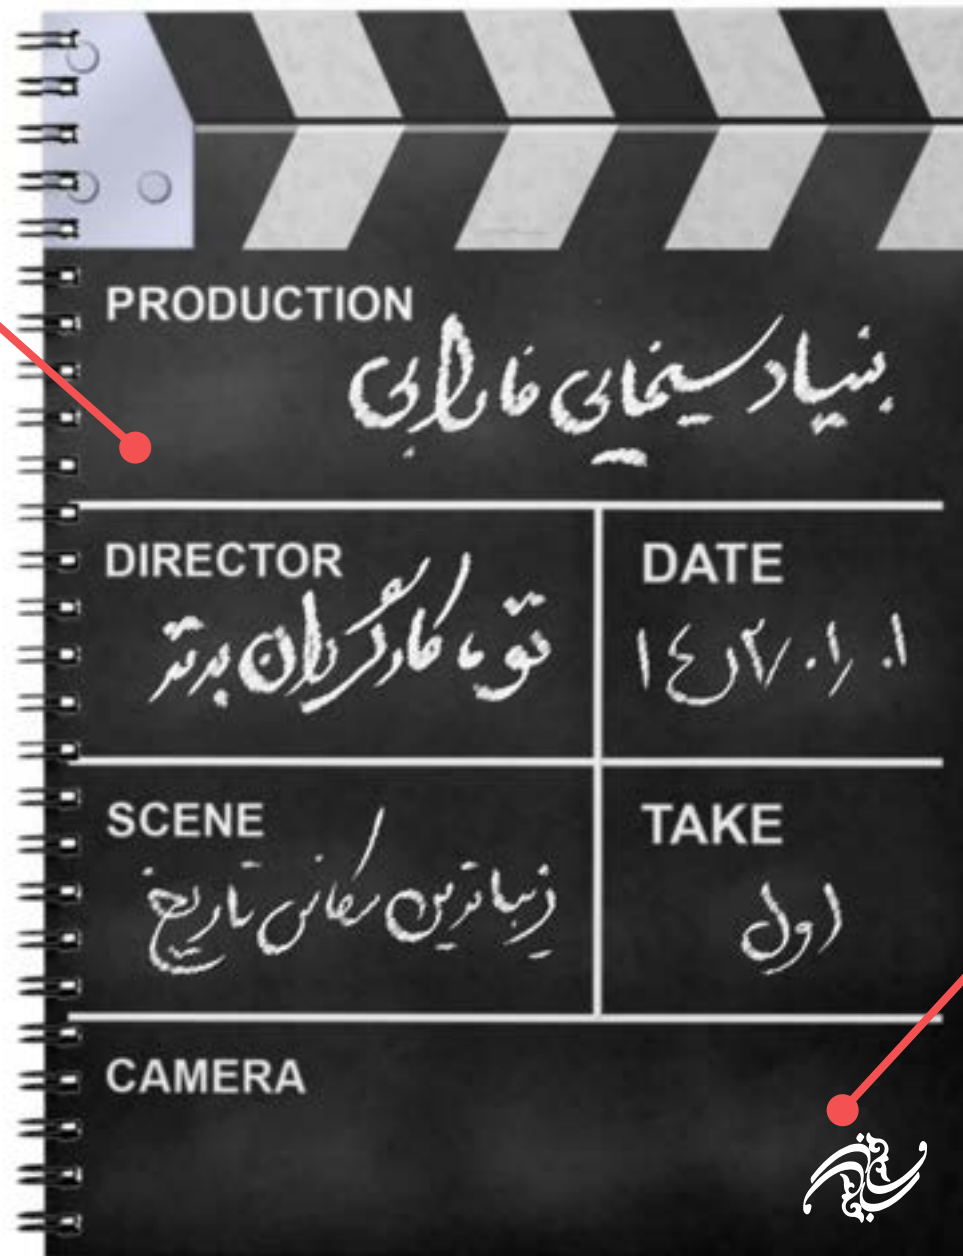 PRODUCTION
بنیاد سینمایی فارابی
DIRECTOR
تو، کارگردان برتر
DATE
۱۴۰۲/۰۱/۰۱
SCENE
زیباترین سکانس تاریخ
TAKE
اول
CAMERA